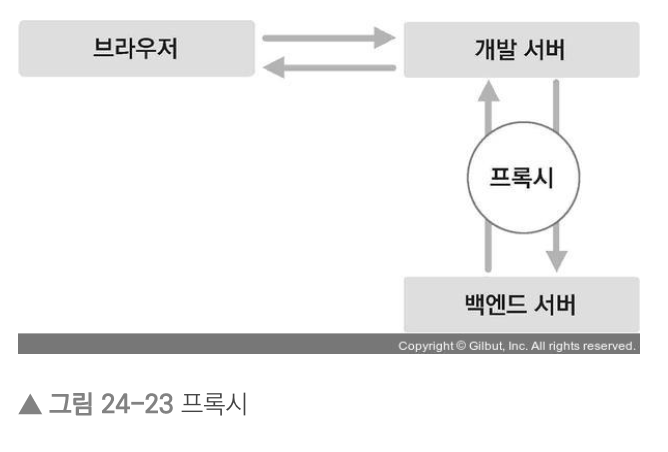 브라우저
개발 서버
프록시
백엔드 서버
Copyright © Gilbut, Inc. All rights reserved.
▲ 그림 24-23 프록시